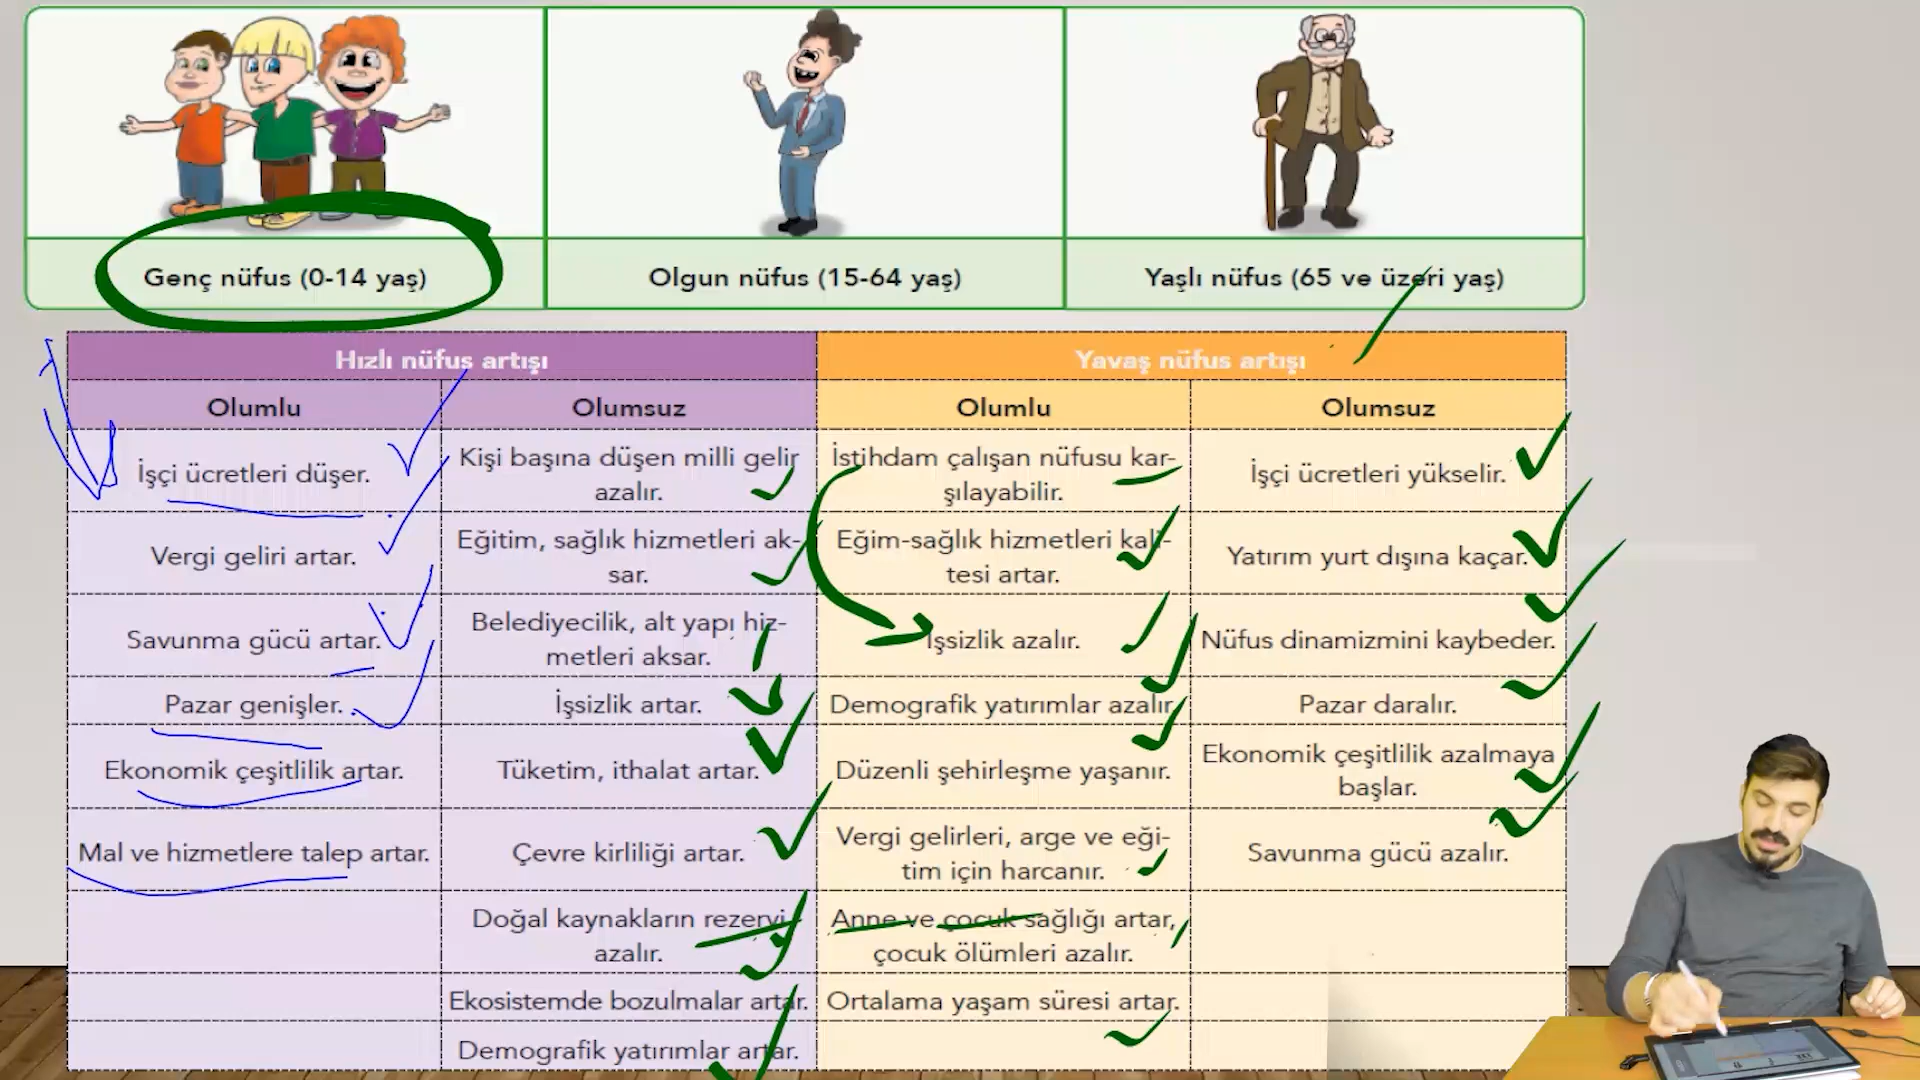 Genç nüfus (0-14 yaş)
Olgun nüfus (15-64 yaş)
Yaşlı nüfus (65 ve üzeri yaş)
Hızlı nüfus artışı
Yavaş nüfus artışı
Olumlu
Olumsuz
Olumlu
Olumsuz
İşçi ücretleri düşer.
Kişi başına düşen milli gelir
azalır.
İstihdam çalışan nüfusu kar-
şılayabilir.
İşçi ücretleri yükselir.
Vergi geliri artar.
Eğitim, sağlık hizmetleri ak-
sar.
Eğim-sağlık hizmetleri kali-
tesi artar.
Yatırım yurt dışına kaçar.
Savunma gücü artar.
Belediyecilik, alt yapı hiz-
metleri aksar.
İşsizlik azalır.
Nüfus dinamizmini kaybeder.
Pazar genişler.
İşsizlik artar.
Demografik yatırımlar azalır.
Pazar daralır.
Ekonomik çeşitlilik artar.
Tüketim, ithalat artar.
Düzenli şehirleşme yaşanır.
Ekonomik çeşitlilik azalmaya
başlar.
Mal ve hizmetlere talep artar.
Çevre kirliliği artar.
Vergi gelirleri, arge ve eği-
tim için harcanır.
Savunma gücü azalır.
Doğal kaynakların rezervi
azalır.
Anne ve çocuk sağlığı artar,
çocuk ölümleri azalır.
Ekosistemde bozulmalar artar.
Ortalama yaşam süresi artar.
Demografik yatırımlar artar.